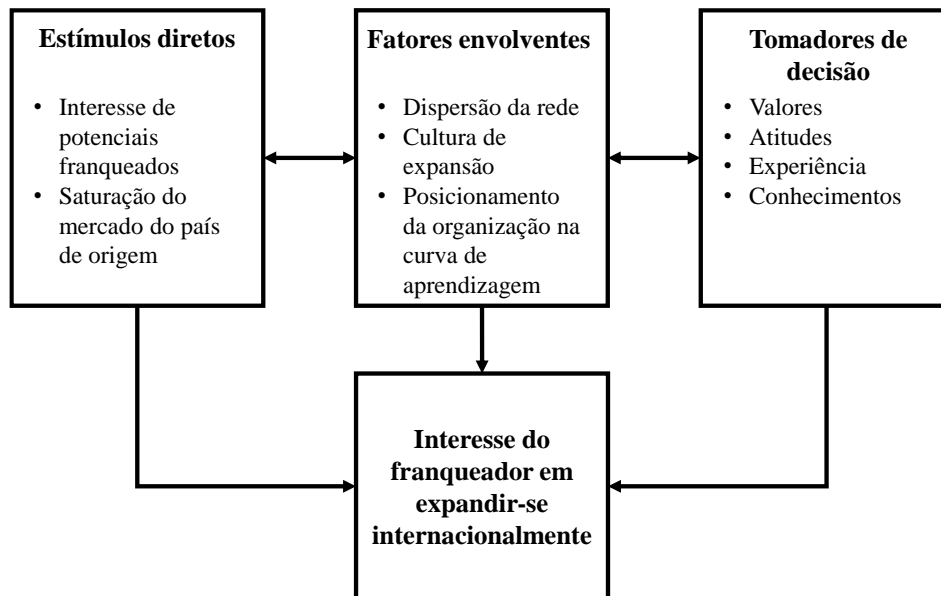 Estímulos diretos
• Interesse de
potenciais
franqueados
• Saturação do
mercado do país
de origem
Fatores envolventes
• Dispersão da rede
• Cultura de
expansão
• Posicionamento
da organização na
curva de
aprendizagem
Tomadores de
decisão
• Valores
• Atitudes
• Experiência
• Conhecimentos
Interesse do
franqueador em
expandir-se
internacionalmente